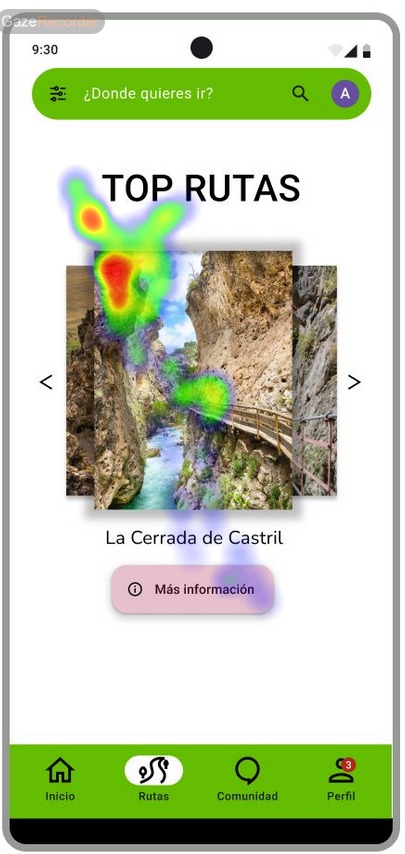 GazeRecorder
9:30
¿Donde quieres ir?
A
TOP RUTAS
< >
La Cerrada de Castril
Más información
3
Inicio Rutas Comunidad Perfil